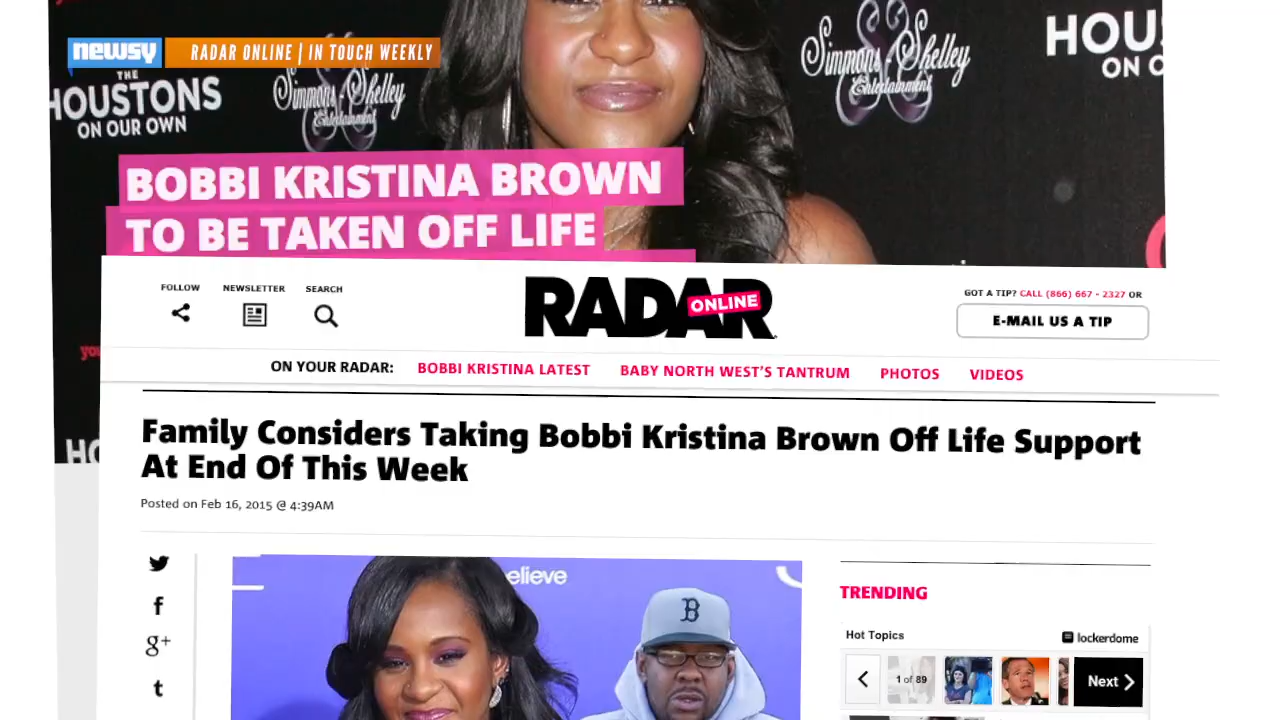 newsy
RADAR ONLINE | IN TOUCH WEEKLY
THE
HOUSTONS
ON OUR OWN
Simmons Shelley
Entertainment
Simmons Shelley
Entertainment
HOU
ON O
BOBBI KRISTINA BROWN
TO BE TAKEN OFF LIFE
you
HO
FOLLOW
NEWSLETTER
SEARCH
RADAR
ONLINE
GOT A TIP? CALL (866) 667 - 2327 OR
E-MAIL US A TIP
ON YOUR RADAR: BOBBI KRISTINA LATEST BABY NORTH WEST'S TANTRUM PHOTOS VIDEOS
Family Considers Taking Bobbi Kristina Brown Off Life Support
At End Of This Week
Posted on Feb 16, 2015 @ 4:39AM
f
g+
t
elieve
B
TRENDING
Hot Topics
lockerdome
1 of 89
Next